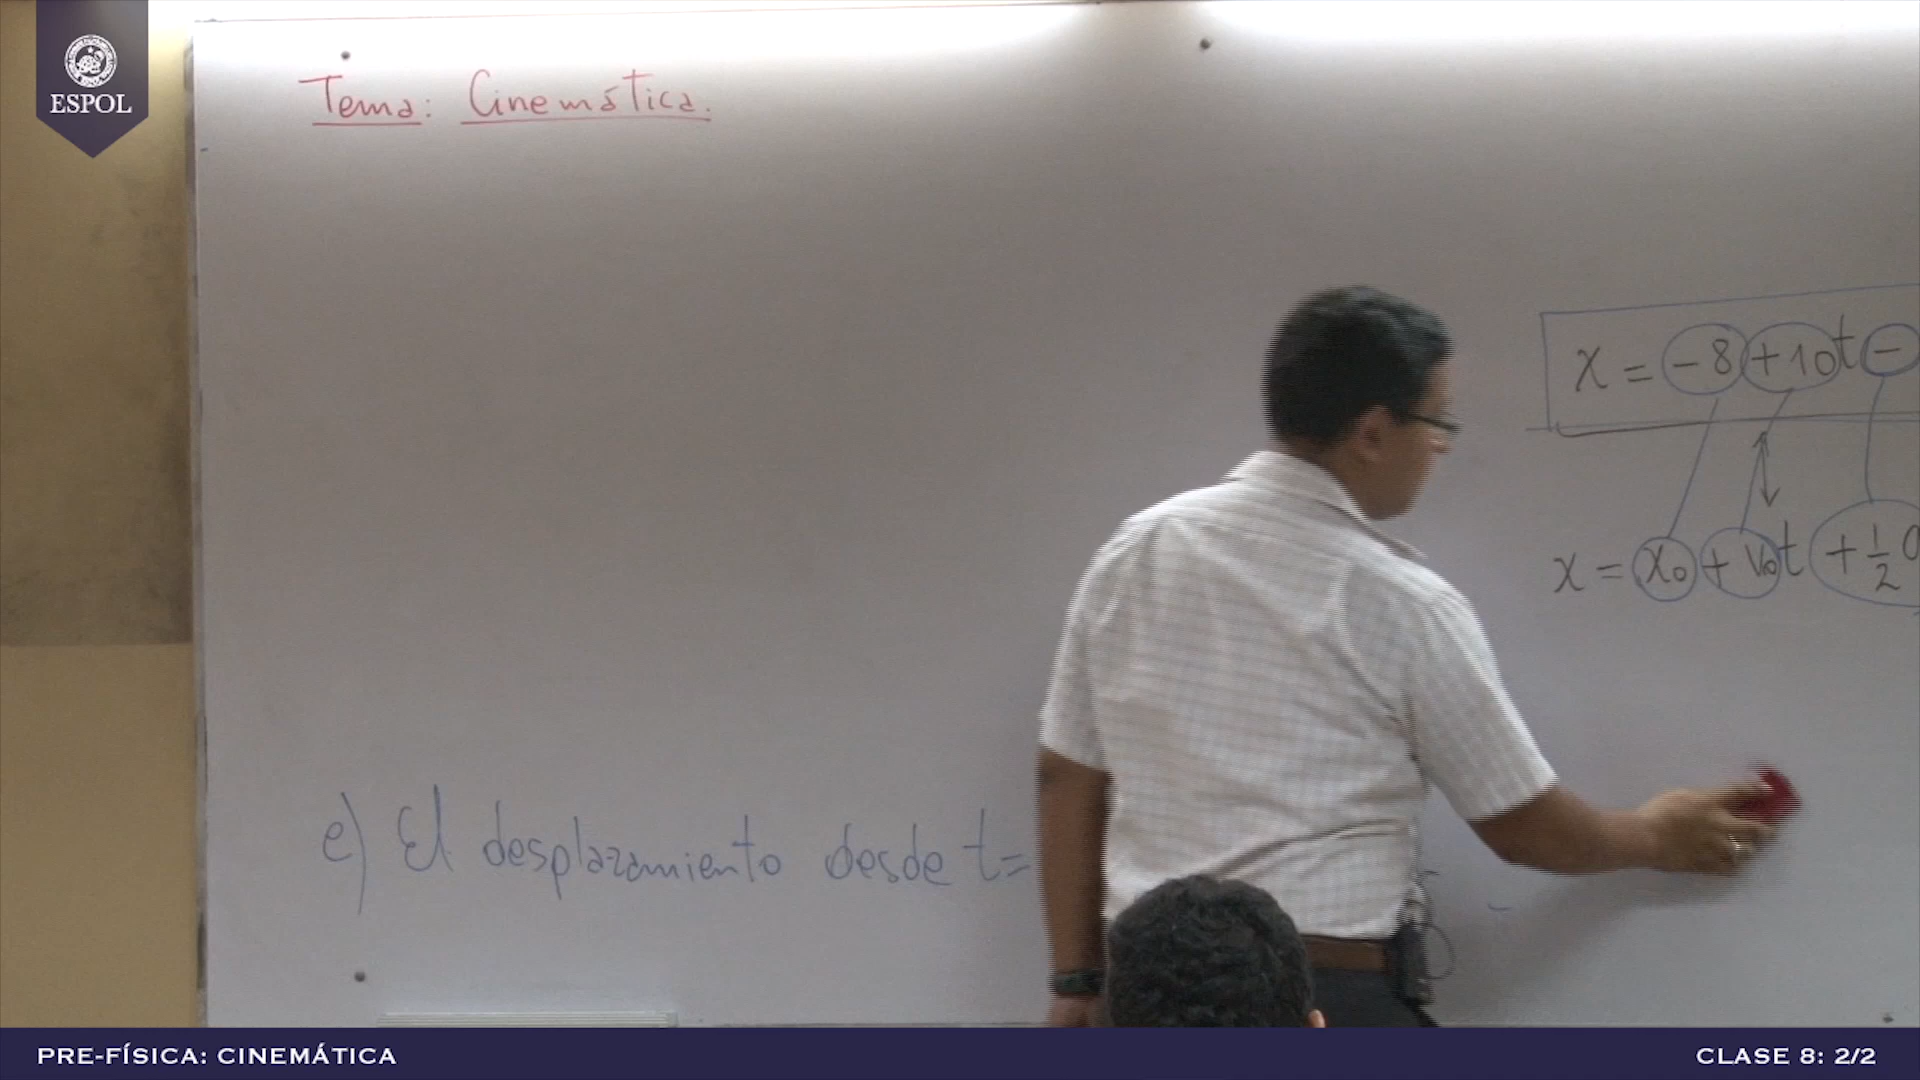 ESPOL
Tema: Cinemática.
x = -8 +10t -
x = x₀ + v₀t + 1/2
e) El desplazamiento desde t=
PRE-FÍSICA: CINEMÁTICA
CLASE 8: 2/2